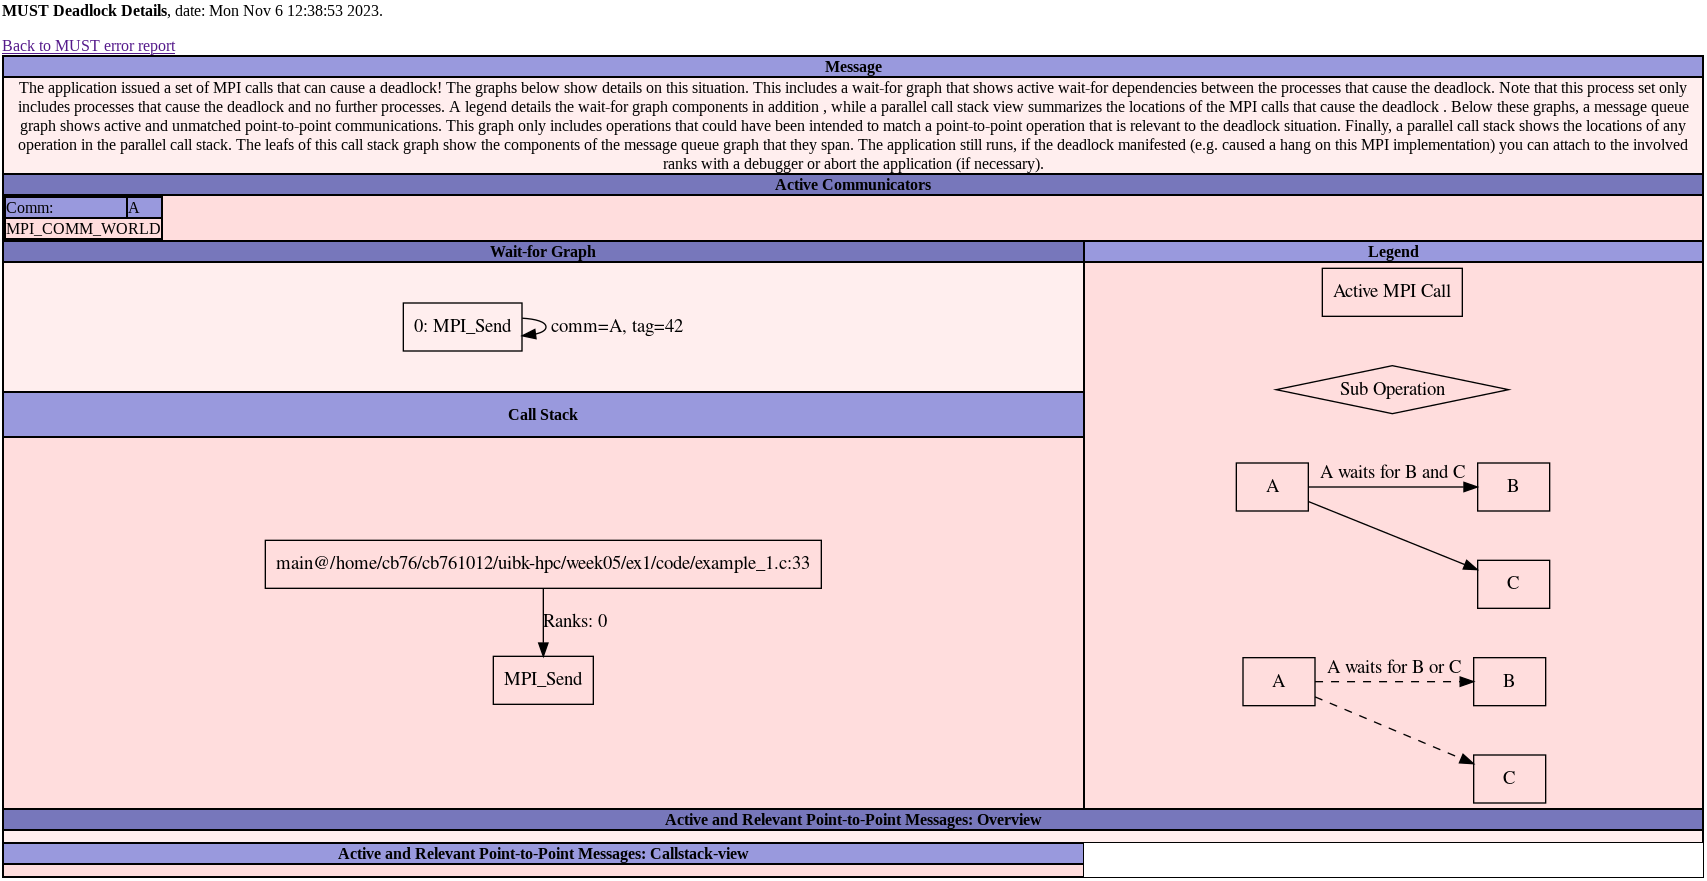 MUST Deadlock Details, date: Mon Nov 6 12:38:53 2023.
Back to MUST error report
Message
The application issued a set of MPI calls that can cause a deadlock! The graphs below show details on this situation. This includes a wait-for graph that shows active wait-for dependencies between the processes that cause the deadlock. Note that this process set only
includes processes that cause the deadlock and no further processes. A legend details the wait-for graph components in addition , while a parallel call stack view summarizes the locations of the MPI calls that cause the deadlock . Below these graphs, a message queue
graph shows active and unmatched point-to-point communications. This graph only includes operations that could have been intended to match a point-to-point operation that is relevant to the deadlock situation. Finally, a parallel call stack shows the locations of any
operation in the parallel call stack. The leafs of this call stack graph show the components of the message queue graph that they span. The application still runs, if the deadlock manifested (e.g. caused a hang on this MPI implementation) you can attach to the involved
ranks with a debugger or abort the application (if necessary).
Active Communicators
Comm: A
MPI_COMM_WORLD
Wait-for Graph
0: MPI_Send comm=A, tag=42
Call Stack
main@/home/cb76/cb761012/uibk-hpc/week05/ex1/code/example_1.c:33
Ranks: 0
MPI_Send
Legend
Active MPI Call
Sub Operation
A waits for B and C
A B
C
A waits for B or C
A B
C
Active and Relevant Point-to-Point Messages: Overview
Active and Relevant Point-to-Point Messages: Callstack-view